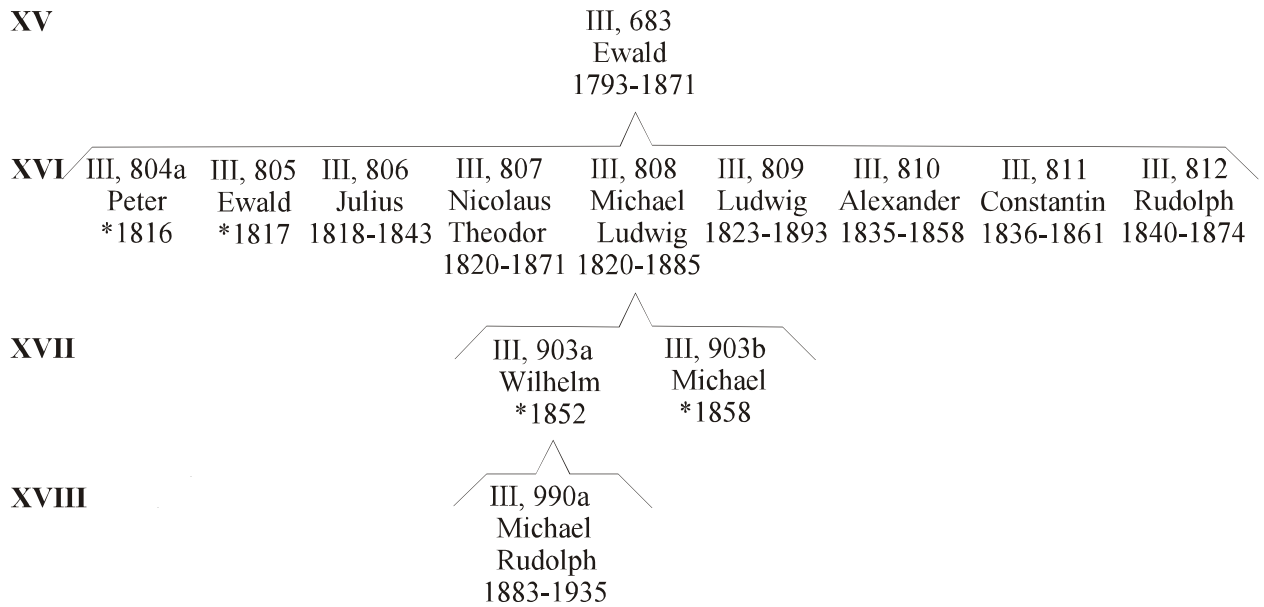 XV
III, 683
Ewald
1793-1871
XVI
III, 804a
Peter
*1816
III, 805
Ewald
*1817
III, 806
Julius
1818-1843
III, 807
Nicolaus
Theodor
1820-1871
III, 808
Michael
Ludwig
1820-1885
III, 809
Ludwig
1823-1893
III, 810
Alexander
1835-1858
III, 811
Constantin
1836-1861
III, 812
Rudolph
1840-1874
XVII
III, 903a
Wilhelm
*1852
III, 903b
Michael
*1858
XVIII
III, 990a
Michael
Rudolph
1883-1935